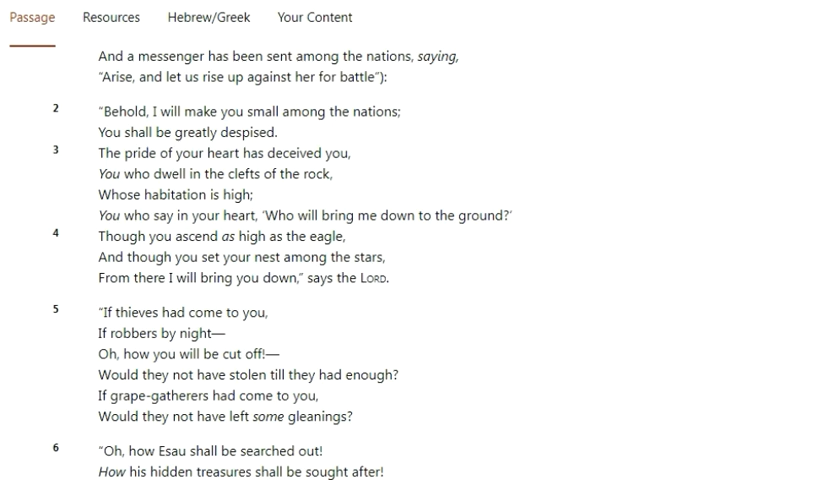 Passage Resources Hebrew/Greek Your Content
And a messenger has been sent among the nations, saying,
“Arise, and let us rise up against her for battle”):
2 “Behold, I will make you small among the nations;
You shall be greatly despised.
3 The pride of your heart has deceived you,
You who dwell in the clefts of the rock,
Whose habitation is high;
You who say in your heart, ‘Who will bring me down to the ground?’
4 Though you ascend as high as the eagle,
And though you set your nest among the stars,
From there I will bring you down,” says the LORD.
5 “If thieves had come to you,
If robbers by night—
Oh, how you will be cut off!—
Would they not have stolen till they had enough?
If grape-gatherers had come to you,
Would they not have left some gleanings?
6 “Oh, how Esau shall be searched out!
How his hidden treasures shall be sought after!